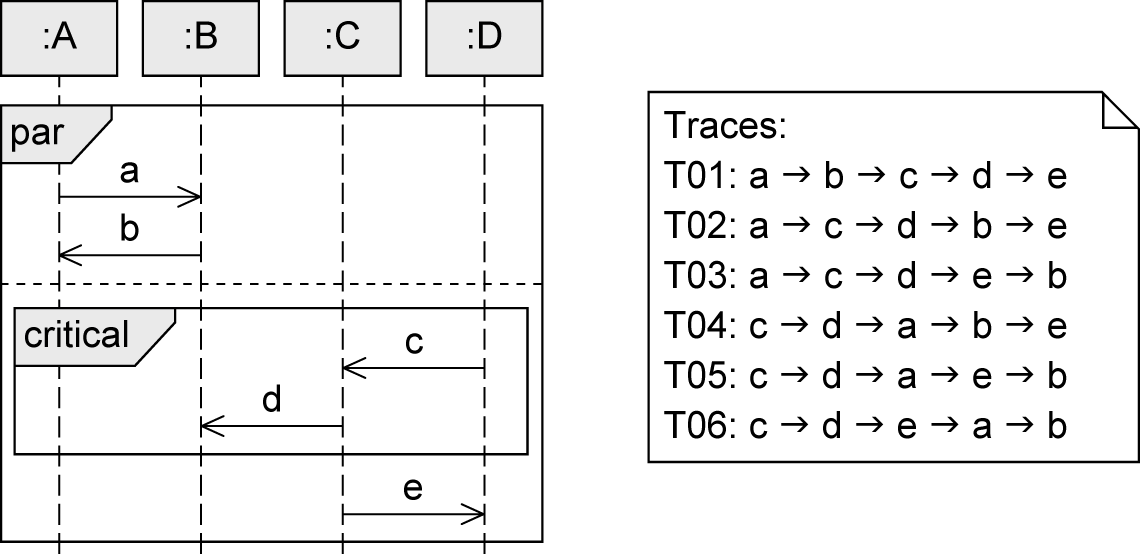 :A :B :C :D
par
a
b
critical
c
d
e
Traces:
T01: a → b → c → d → e
T02: a → c → d → b → e
T03: a → c → d → e → b
T04: c → d → a → b → e
T05: c → d → a → e → b
T06: c → d → e → a → b